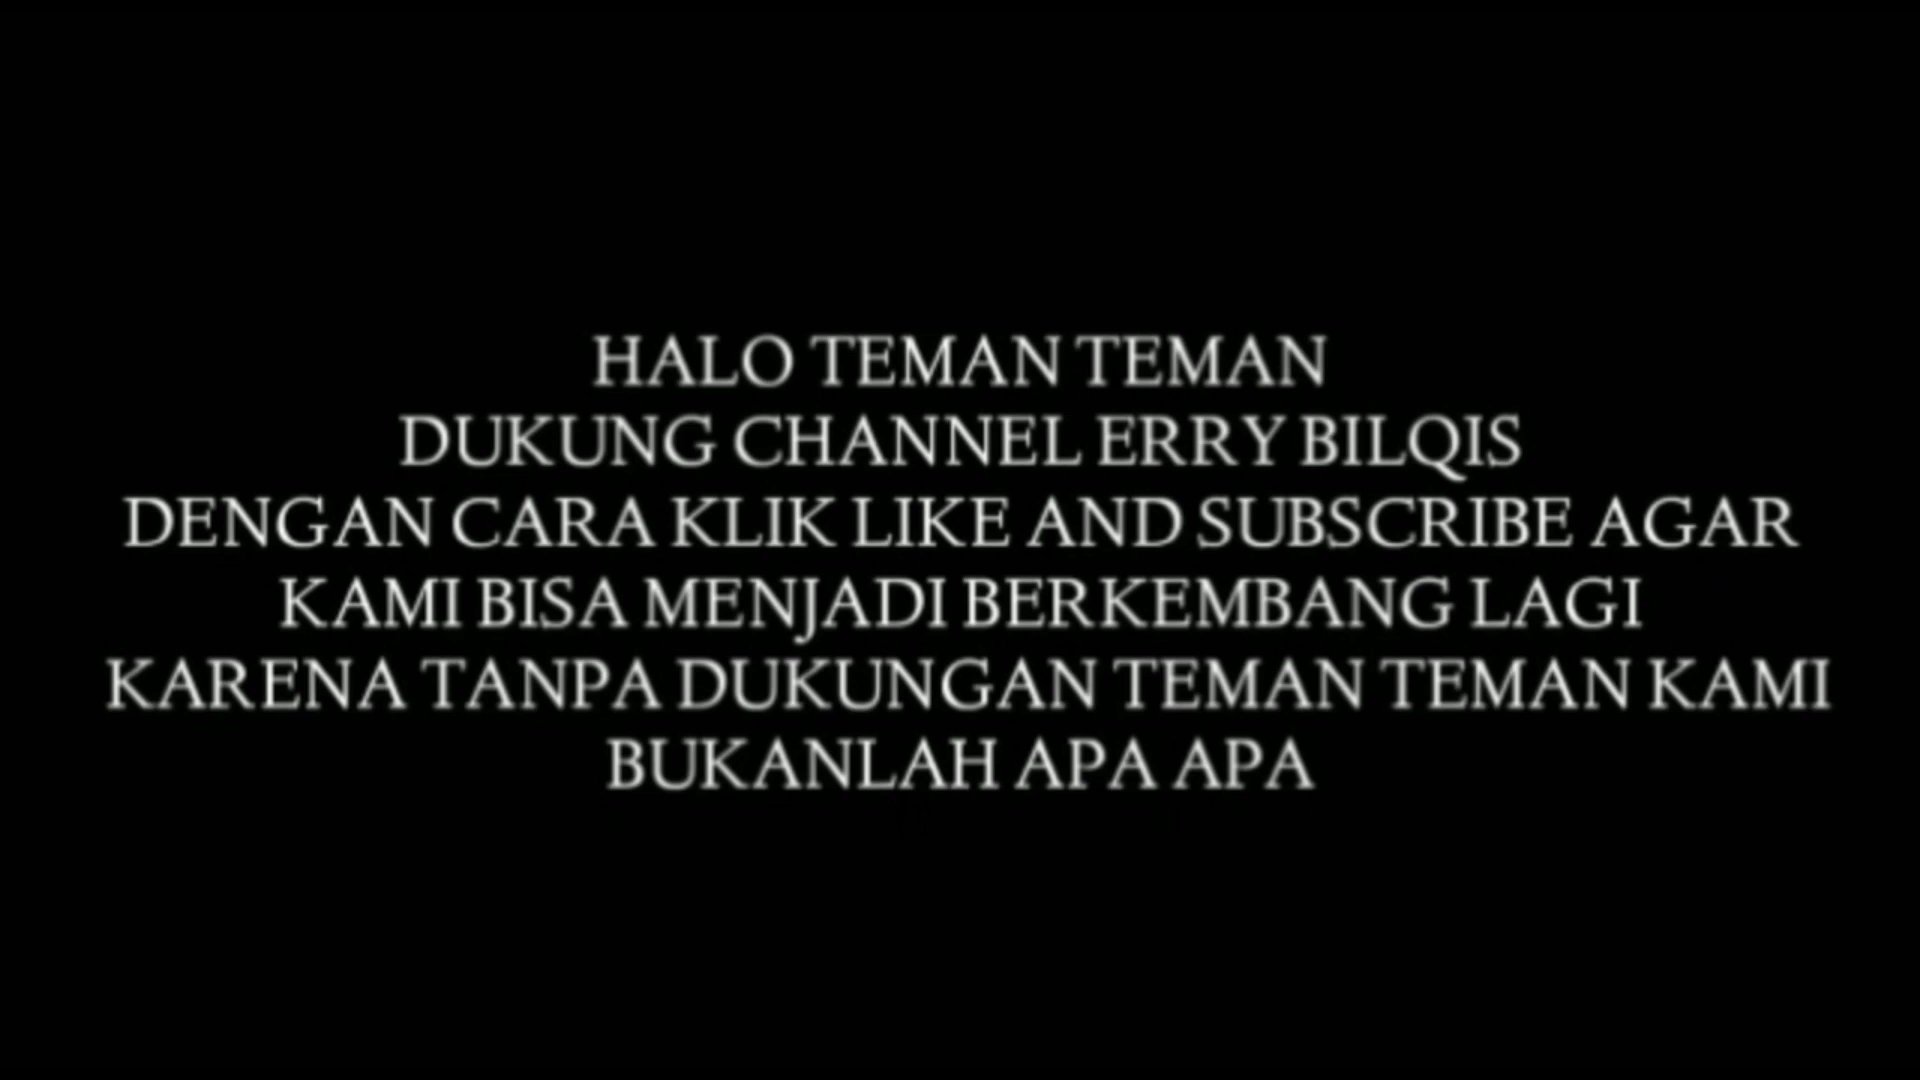 HALO TEMAN TEMAN
DUKUNG CHANNEL ERRY BILQIS
DENGAN CARA KLIK LIKE AND SUBSCRIBE AGAR
KAMI BISA MENJADI BERKEMBANG LAGI
KARENA TANPA DUKUNGAN TEMAN TEMAN KAMI
BUKANLAH APA APA